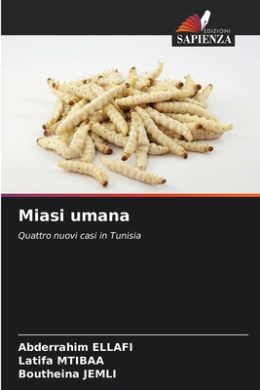 EDIZIONI
SAPIENZA
Miasi umana
Quattro nuovi casi in Tunisia
Abderrahim ELLAFI
Latifa MTIBAA
Boutheina JEMLI